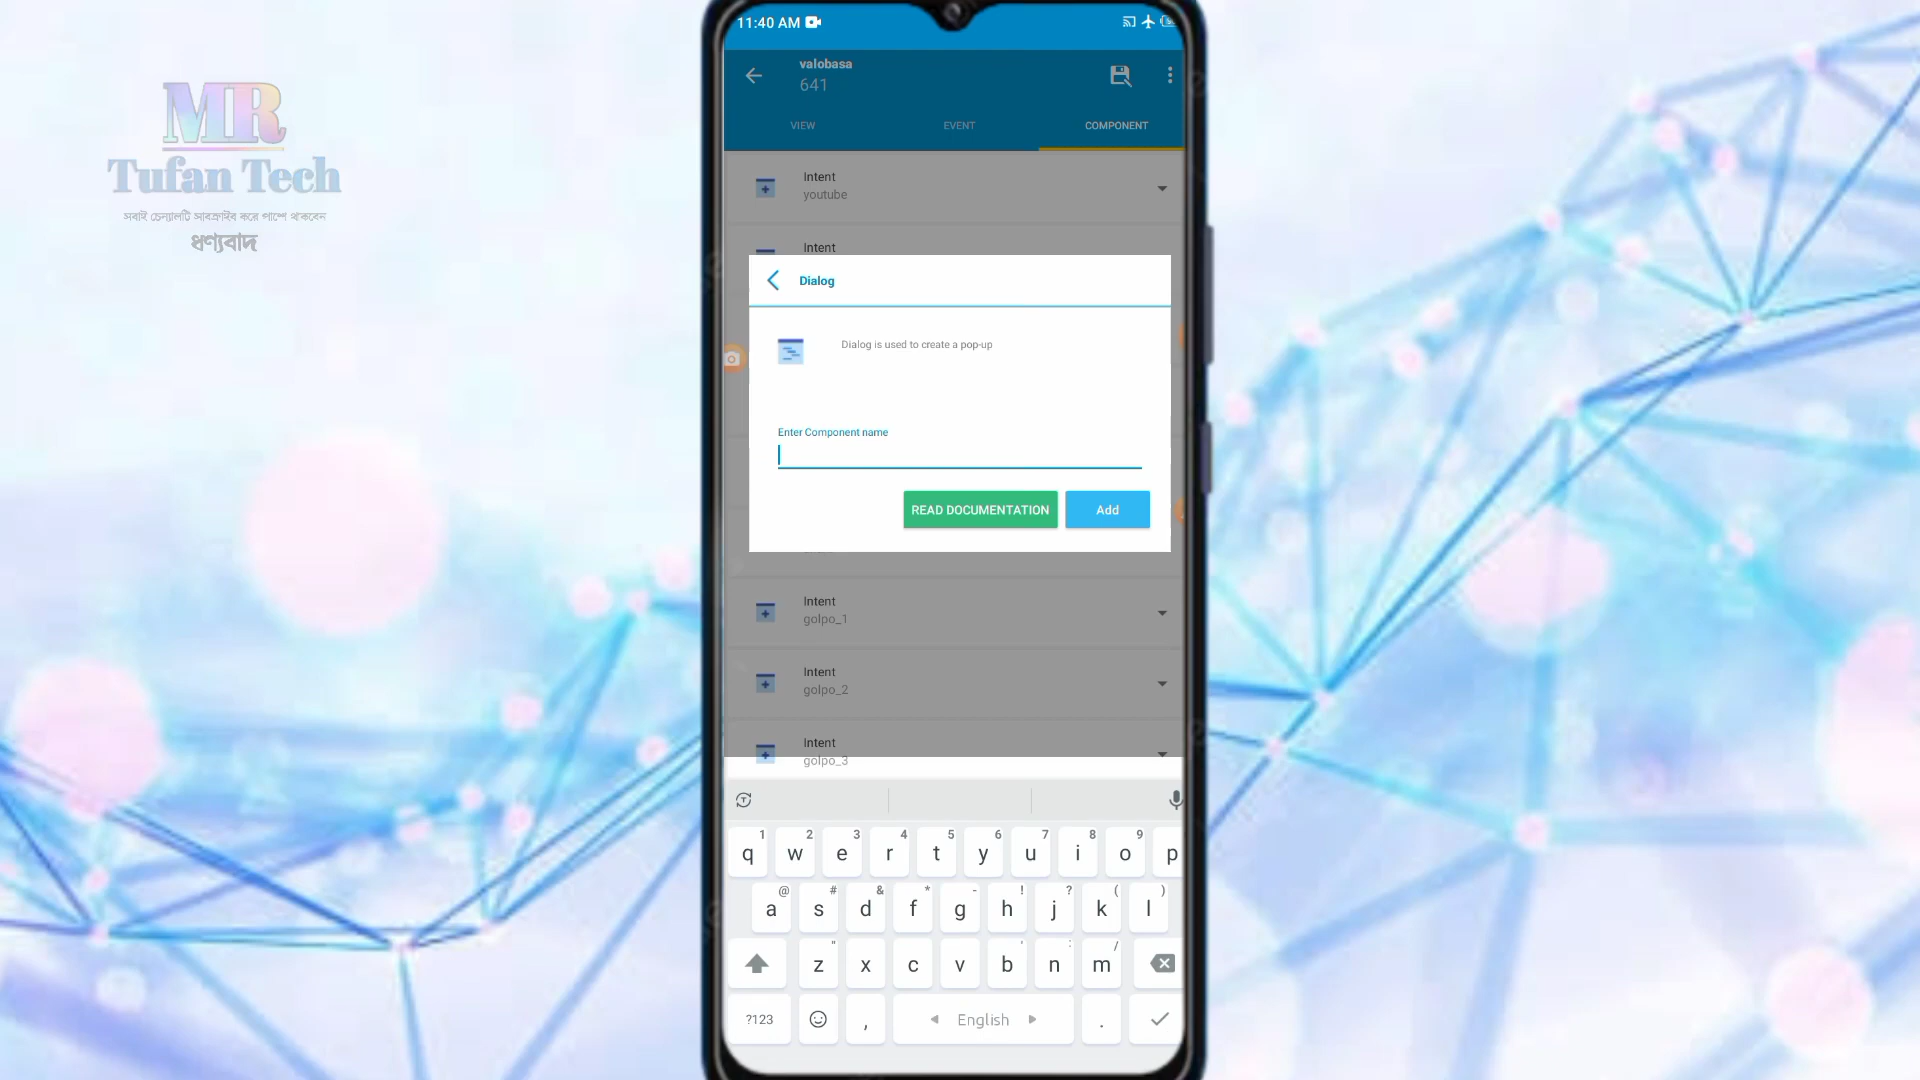 MR
Tufan Tech
সবাই চেন্যালটি সাবস্ক্রাইব করে পাশে থাকবেন
ধণ্যবাদ
11:40 AM
valobasa
641
VIEW
EVENT
COMPONENT
Intent
youtube
Intent
Dialog
Dialog is used to create a pop-up
Enter Component name
READ DOCUMENTATION
Add
Intent
golpo_1
Intent
golpo_2
Intent
golpo_3
1 2 3 4 5 6 7 8 9
q w e r t y u i o p
@ # & * - ! ? ( )
a s d f g h j k l
" ' : /
z x c v b n m
?123 , English .